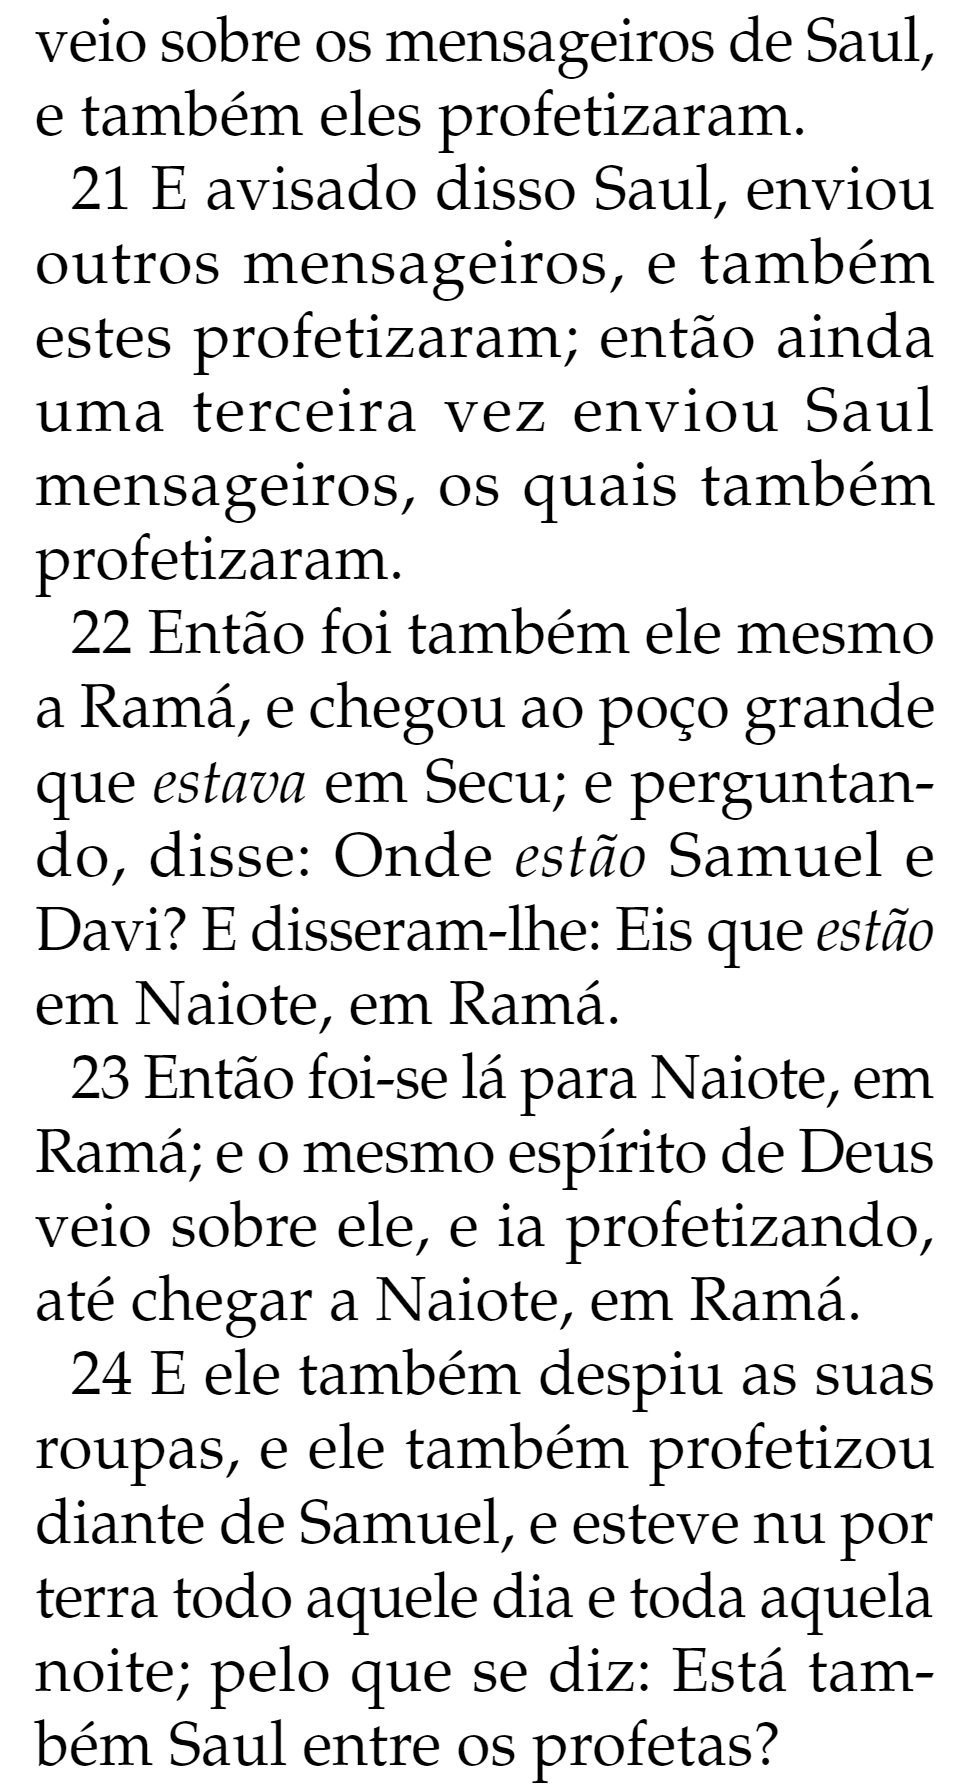 veio sobre os mensageiros de Saul,
e também eles profetizaram.
21 E avisado disso Saul, enviou
outros mensageiros, e também
estes profetizaram; então ainda
uma terceira vez enviou Saul
mensageiros, os quais também
profetizaram.
22 Então foi também ele mesmo
a Ramá, e chegou ao poço grande
que estava em Secu; e perguntan-
do, disse: Onde estão Samuel e
Davi? E disseram-lhe: Eis que estão
em Naiote, em Ramá.
23 Então foi-se lá para Naiote, em
Ramá; e o mesmo espírito de Deus
veio sobre ele, e ia profetizando,
até chegar a Naiote, em Ramá.
24 E ele também despiu as suas
roupas, e ele também profetizou
diante de Samuel, e esteve nu por
terra todo aquele dia e toda aquela
noite; pelo que se diz: Está tam-
bém Saul entre os profetas?